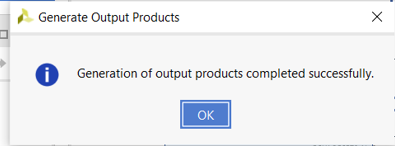 Generate Output Products
Generation of output products completed successfully.
OK